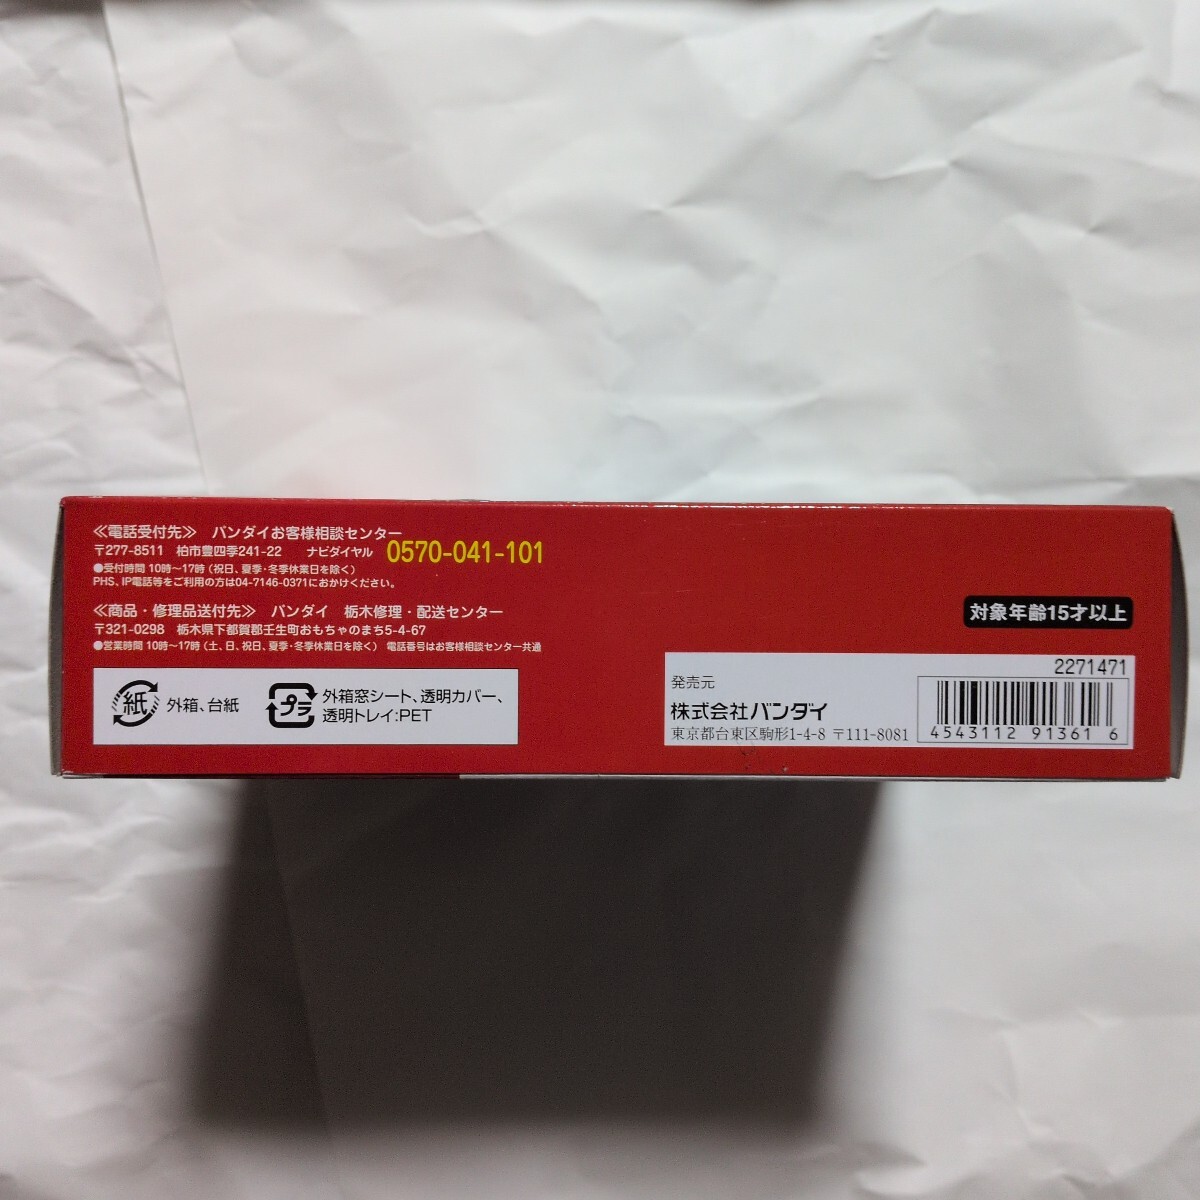 ≪電話受付先≫ バンダイお客様相談センター
〒277-8511 柏市豊四季241-22 ナビダイヤル 0570-041-101
●受付時間 10時〜17時(祝日、夏季・冬季休業日を除く)
PHS、IP電話等をご利用の方は04-7146-0371におかけください。
≪商品・修理品送付先≫ バンダイ 栃木修理・配送センター
〒321-0298 栃木県下都賀郡壬生町おもちゃのまち5-4-67
●営業時間 10時〜17時(土、日、祝日、夏季・冬季休業日を除く) 電話番号はお客様相談センター共通
紙 外箱、台紙
プラ 外箱窓シート、透明カバー、
透明トレイ:PET
対象年齢15才以上
2271471
発売元
株式会社バンダイ
東京都台東区駒形1-4-8 〒111-8081
4543112 91361 6